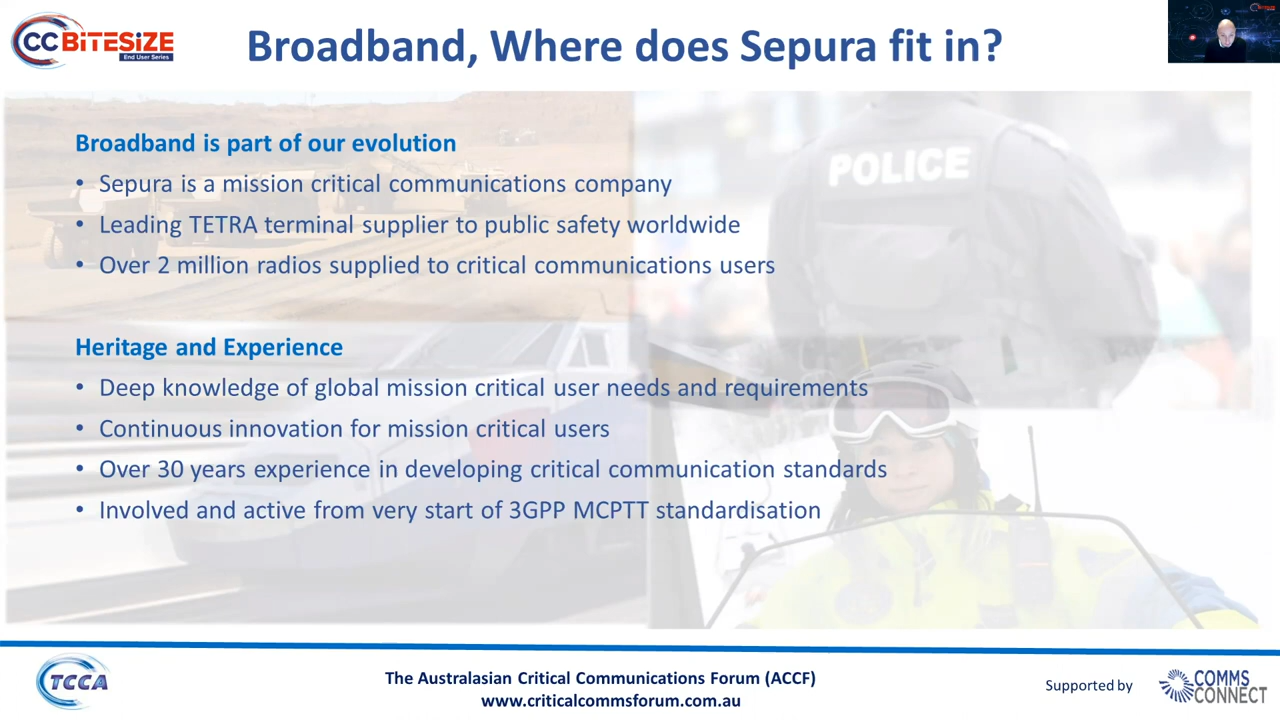 CCBiTESiZE
End User Series
Broadband, Where does Sepura fit in?
Broadband is part of our evolution
• Sepura is a mission critical communications company
• Leading TETRA terminal supplier to public safety worldwide
• Over 2 million radios supplied to critical communications users
POLICE
Heritage and Experience
• Deep knowledge of global mission critical user needs and requirements
• Continuous innovation for mission critical users
• Over 30 years experience in developing critical communication standards
• Involved and active from very start of 3GPP MCPTT standardisation
TCCA
The Australasian Critical Communications Forum (ACCF)
www.criticalcommsforum.com.au
Supported by
COMMS
CONNECT